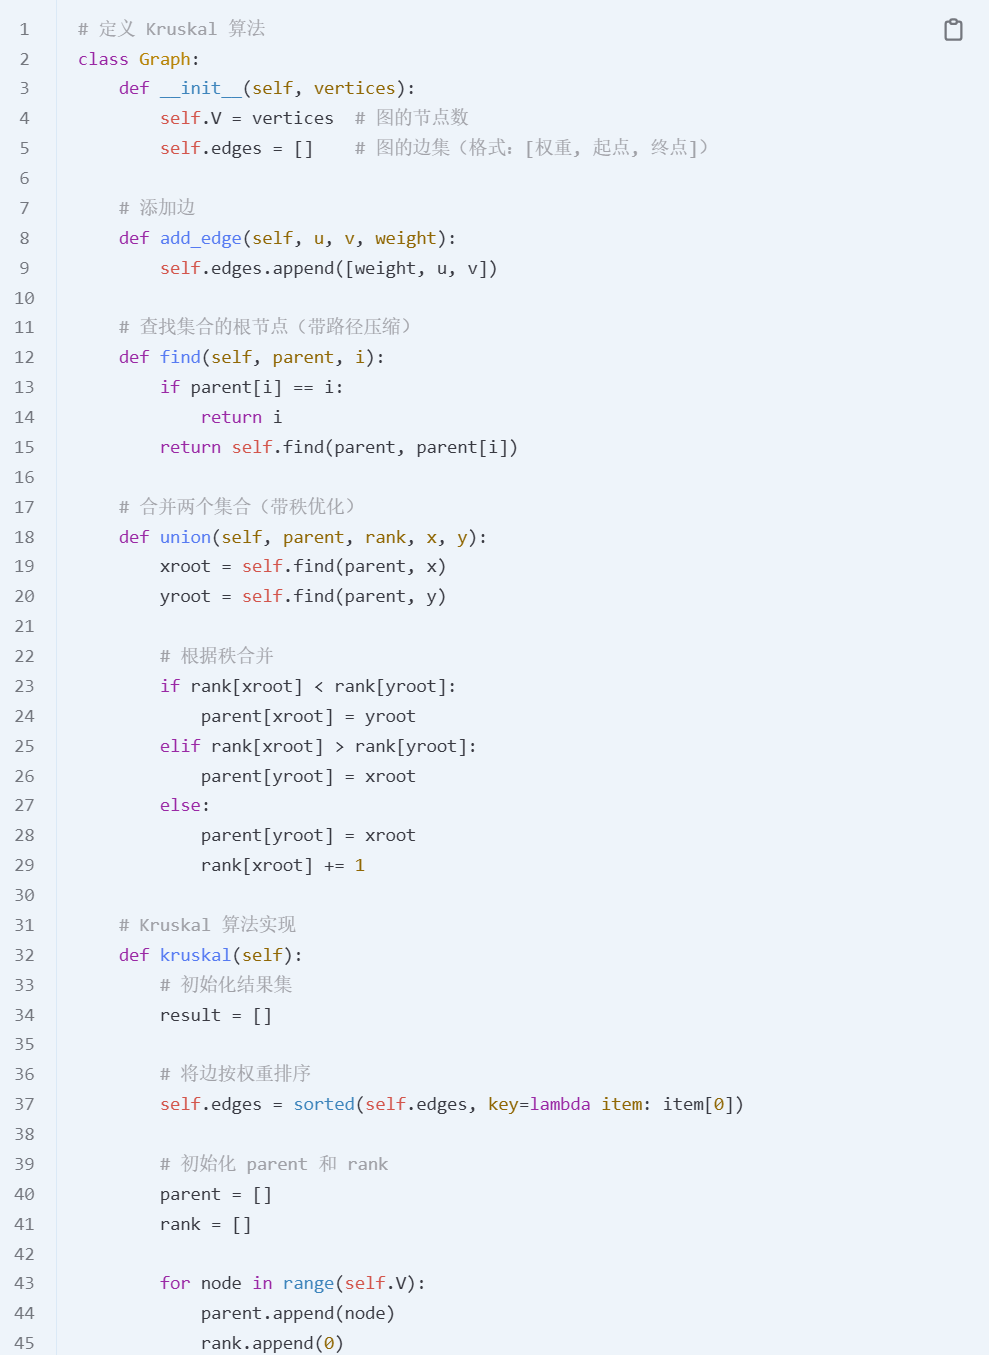 1 # 定义 Kruskal 算法
2 class Graph:
3     def __init__(self, vertices):
4         self.V = vertices  # 图的节点数
5         self.edges = []    # 图的边集（格式：[权重, 起点, 终点]）
6
7     # 添加边
8     def add_edge(self, u, v, weight):
9         self.edges.append([weight, u, v])
10
11     # 查找集合的根节点（带路径压缩）
12     def find(self, parent, i):
13         if parent[i] == i:
14             return i
15         return self.find(parent, parent[i])
16
17     # 合并两个集合（带秩优化）
18     def union(self, parent, rank, x, y):
19         xroot = self.find(parent, x)
20         yroot = self.find(parent, y)
21
22         # 根据秩合并
23         if rank[xroot] < rank[yroot]:
24             parent[xroot] = yroot
25         elif rank[xroot] > rank[yroot]:
26             parent[yroot] = xroot
27         else:
28             parent[yroot] = xroot
29             rank[xroot] += 1
30
31     # Kruskal 算法实现
32     def kruskal(self):
33         # 初始化结果集
34         result = []
35
36         # 将边按权重排序
37         self.edges = sorted(self.edges, key=lambda item: item[0])
38
39         # 初始化 parent 和 rank
40         parent = []
41         rank = []
42
43         for node in range(self.V):
44             parent.append(node)
45             rank.append(0)